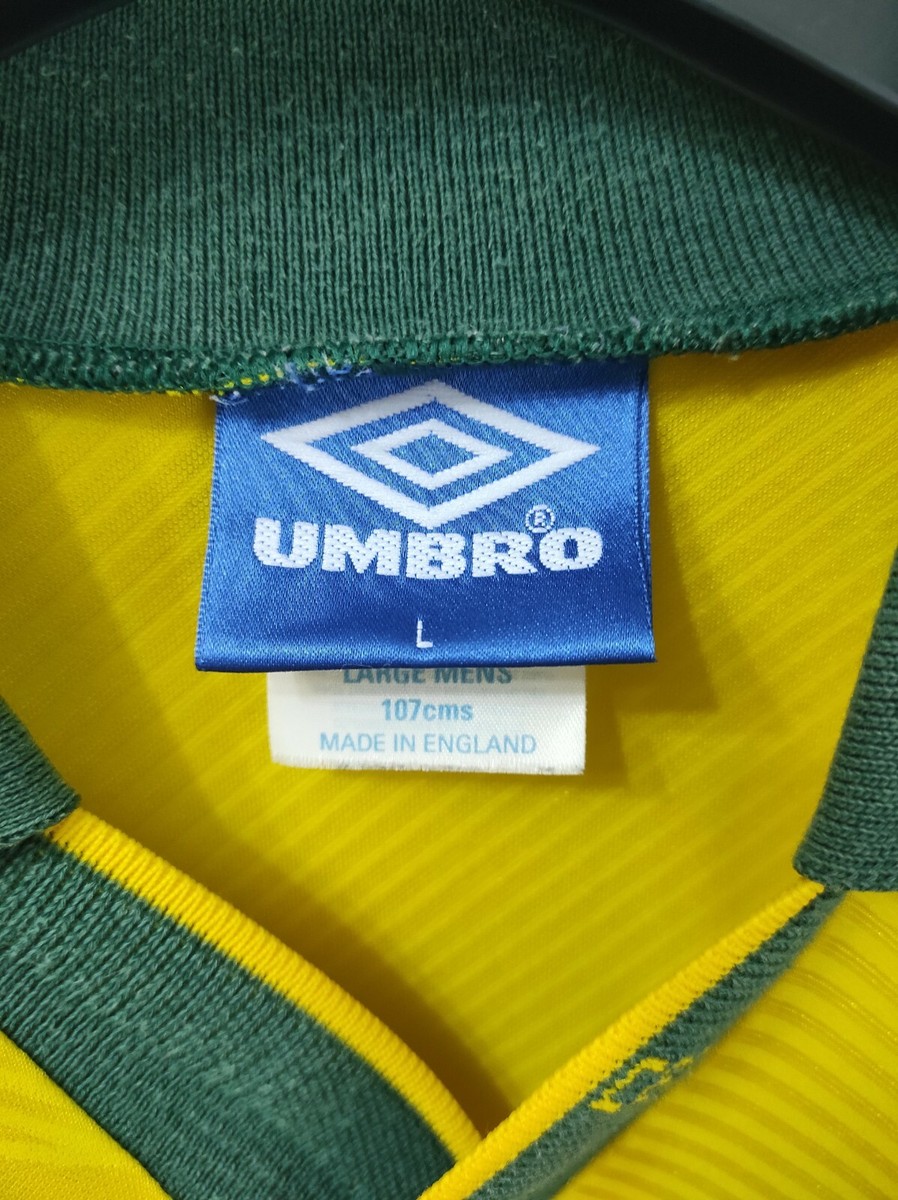 UMBRO®
L
LARGE MENS
107cms
MADE IN ENGLAND